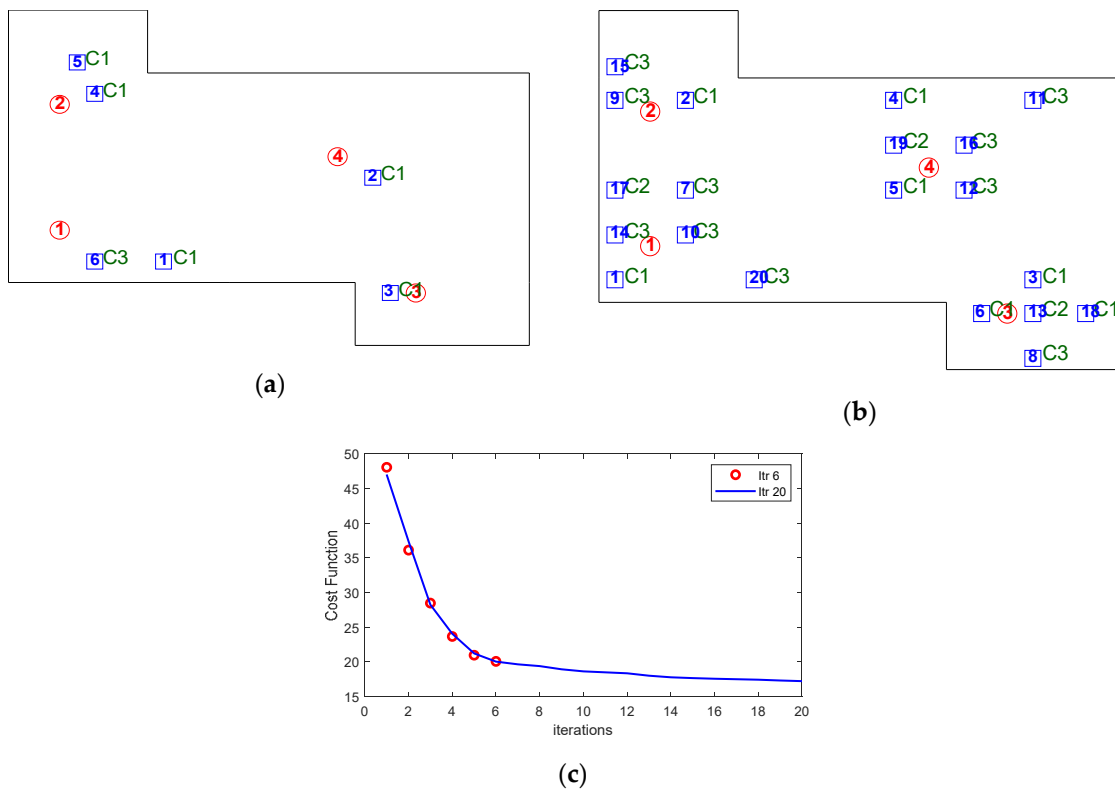 5 C1
4 C1
2
4
2 C1
1
6 C3
1 C1
3 C1
3
(a)
15 C3
9 C3
2 C1
4 C1
11 C3
2
19 C2
16 C3
4
17 C2
7 C3
5 C1
12 C3
14 C3
10 C3
1
1 C1
20 C3
3 C1
6 C1
3
13 C2
18 C1
8 C3
(b)
50
45
40
35
30
25
20
15
Cost Function
Itr 6
Itr 20
0 2 4 6 8 10 12 14 16 18 20
iterations
(c)